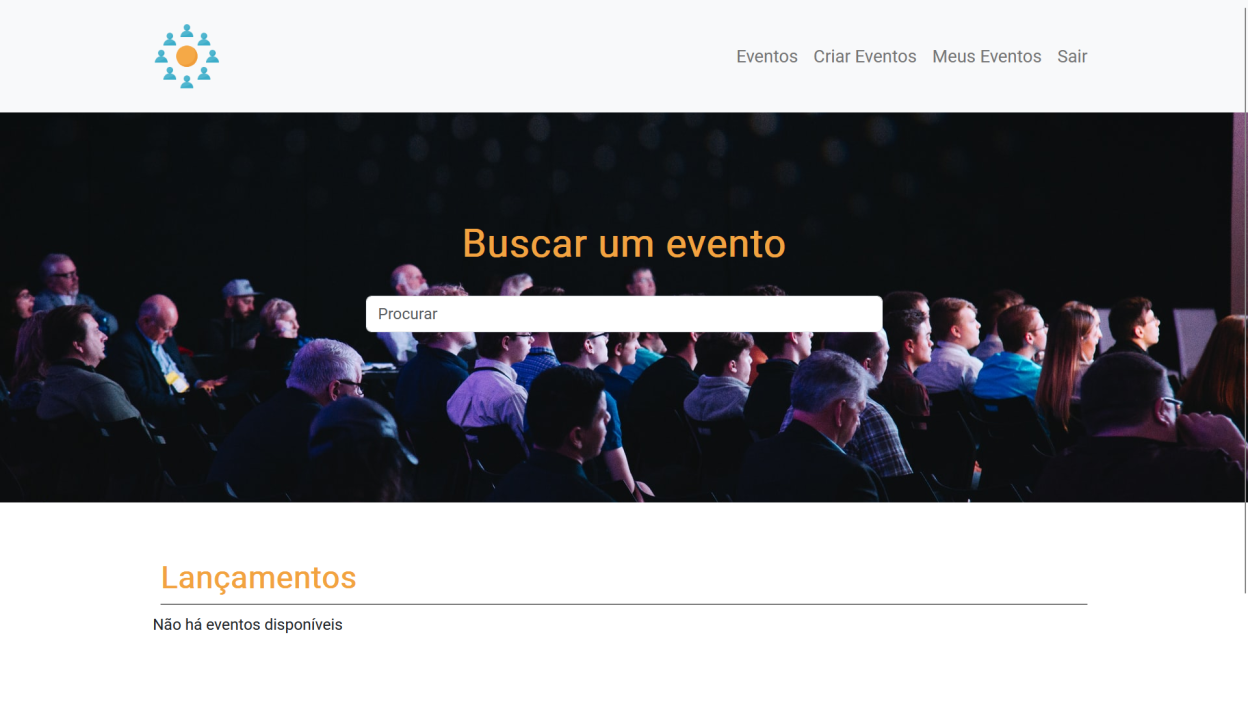 Eventos Criar Eventos Meus Eventos Sair
Buscar um evento
Procurar
Lançamentos
Não há eventos disponíveis